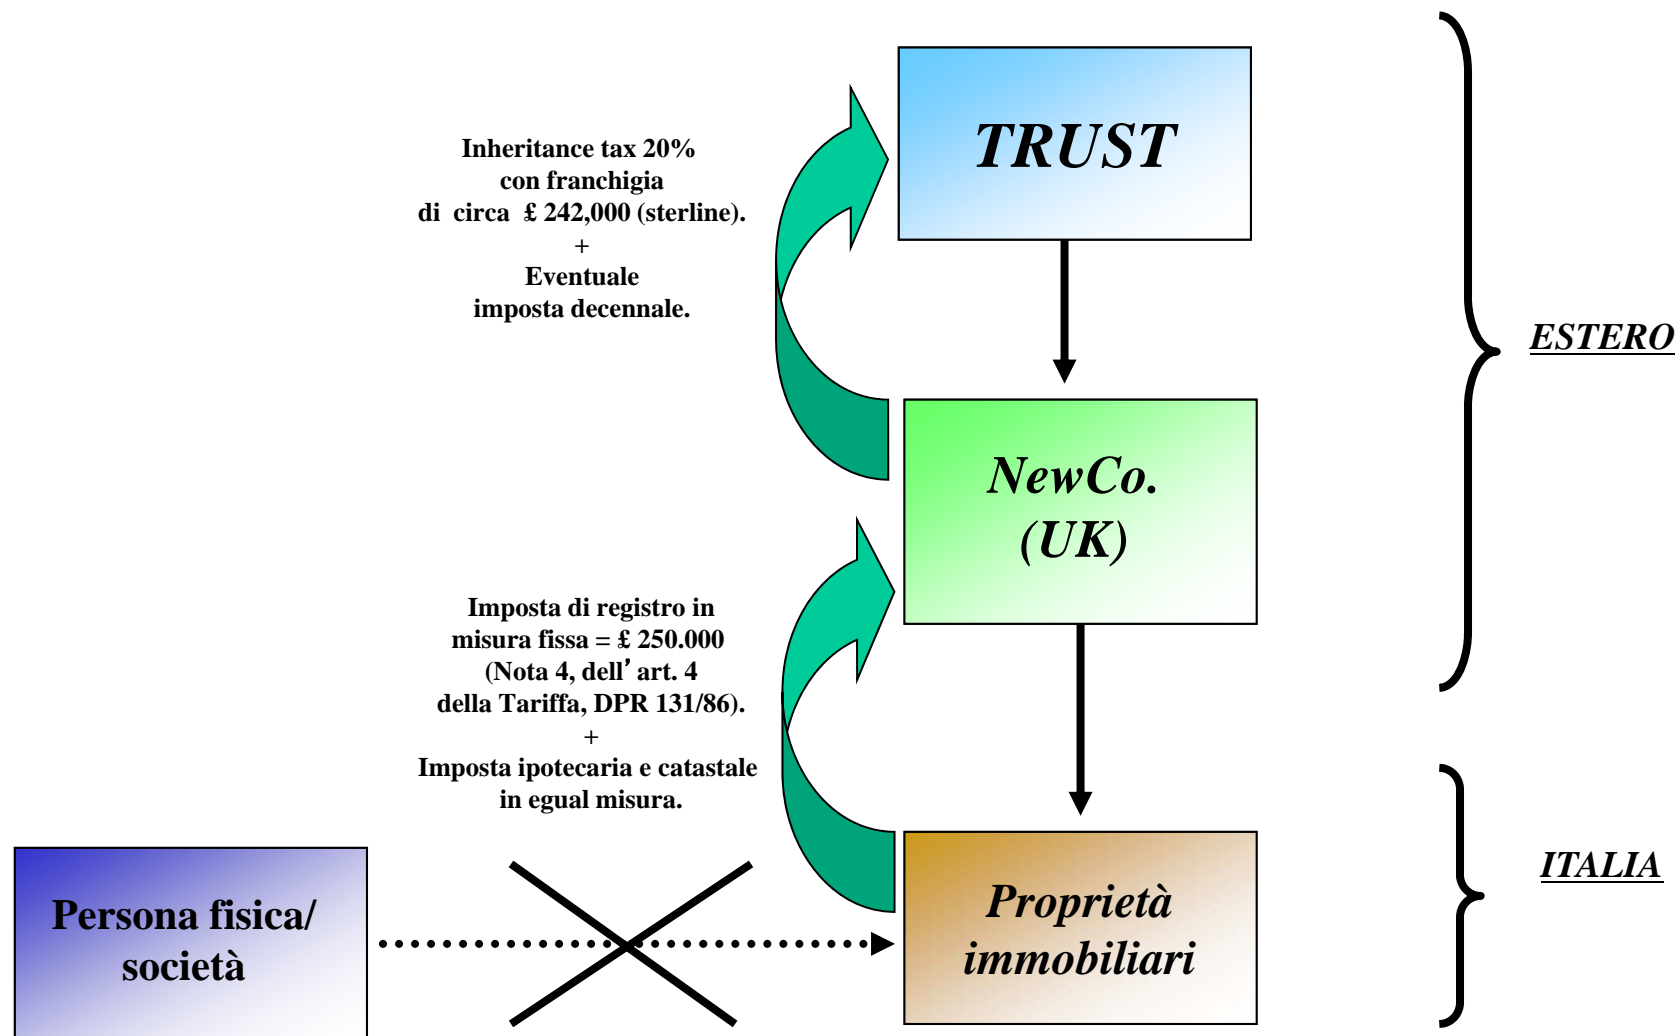 TRUST
Inheritance tax 20%
con franchigia
di circa £ 242,000 (sterline).
+
Eventuale
imposta decennale.
ESTERO
NewCo.
(UK)
Imposta di registro in
misura fissa = £ 250.000
(Nota 4, dell’ art. 4
della Tariffa, DPR 131/86).
+
Imposta ipotecaria e catastale
in egual misura.
ITALIA
Persona fisica/
società
Proprietà
immobiliari